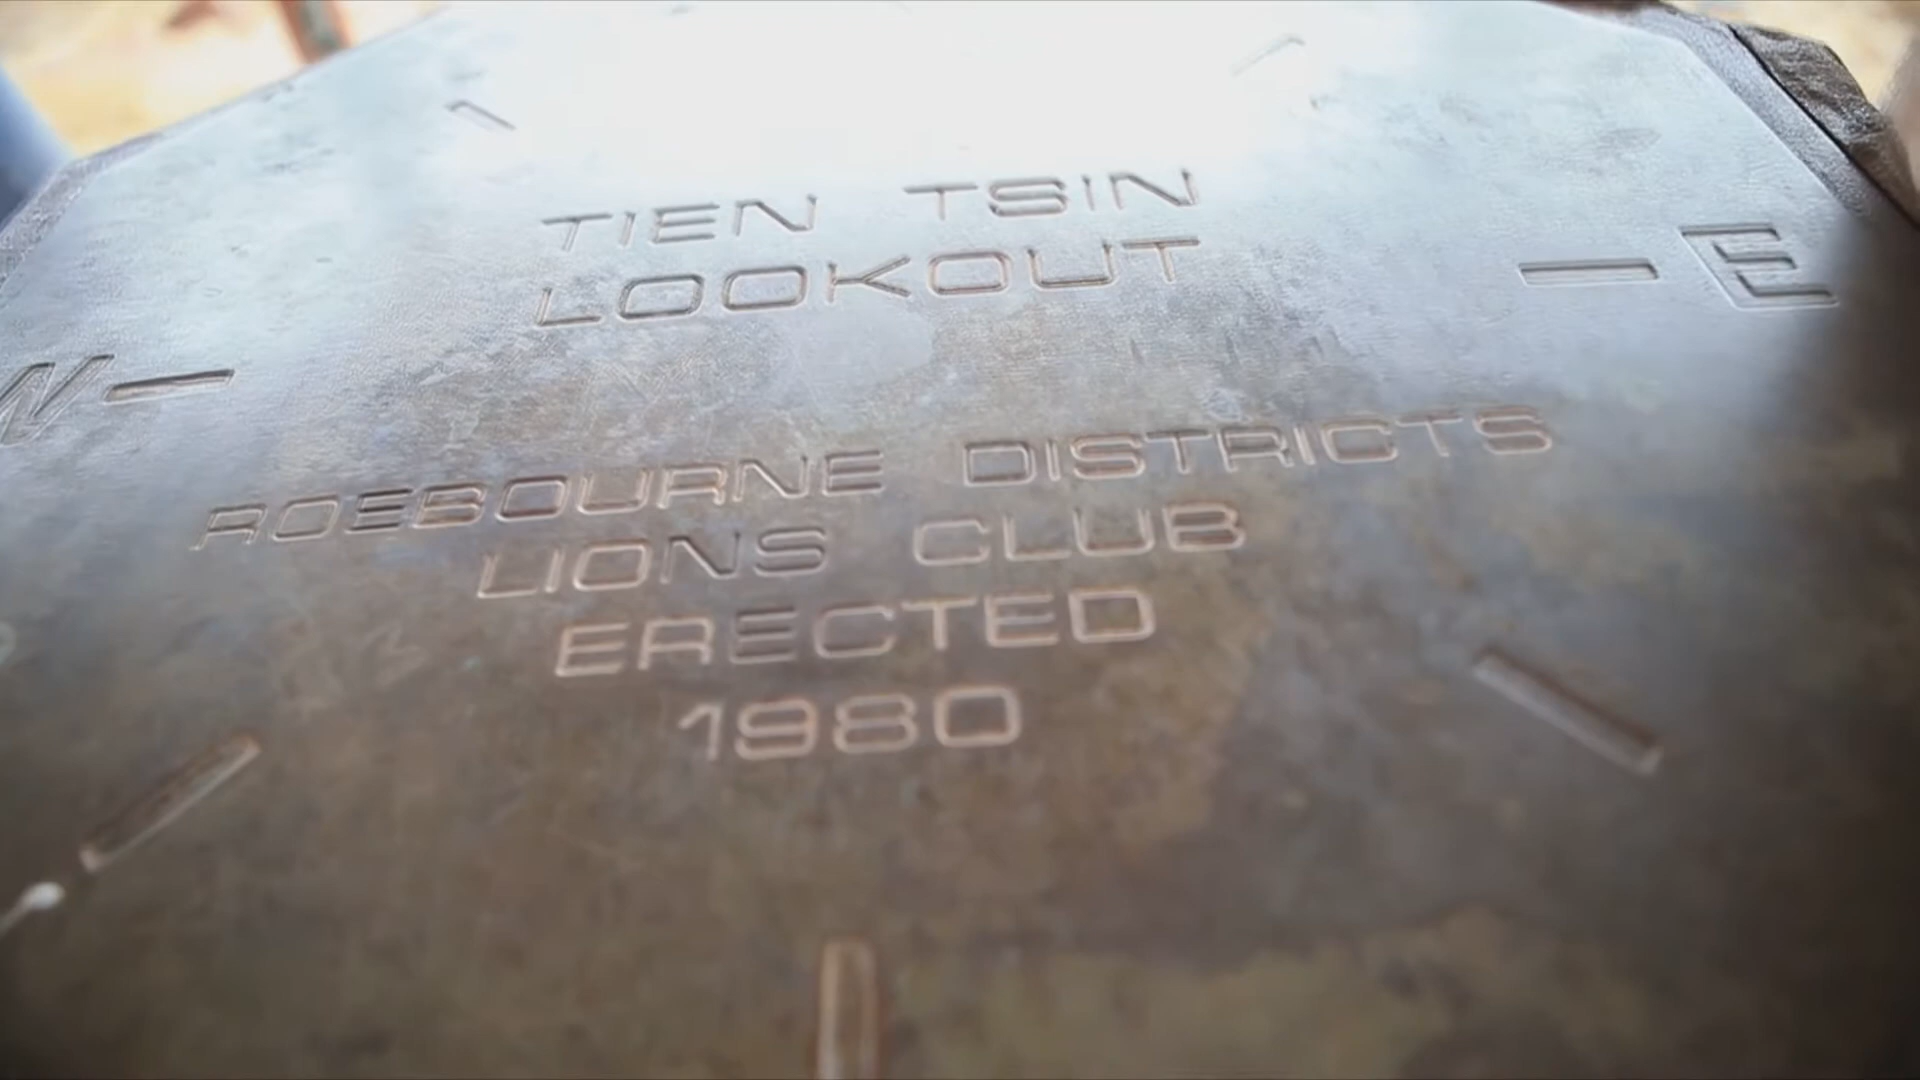 TIEN TSIN
LOOKOUT
E
W
ROEBOURNE DISTRICTS
LIONS CLUB
ERECTED
1980